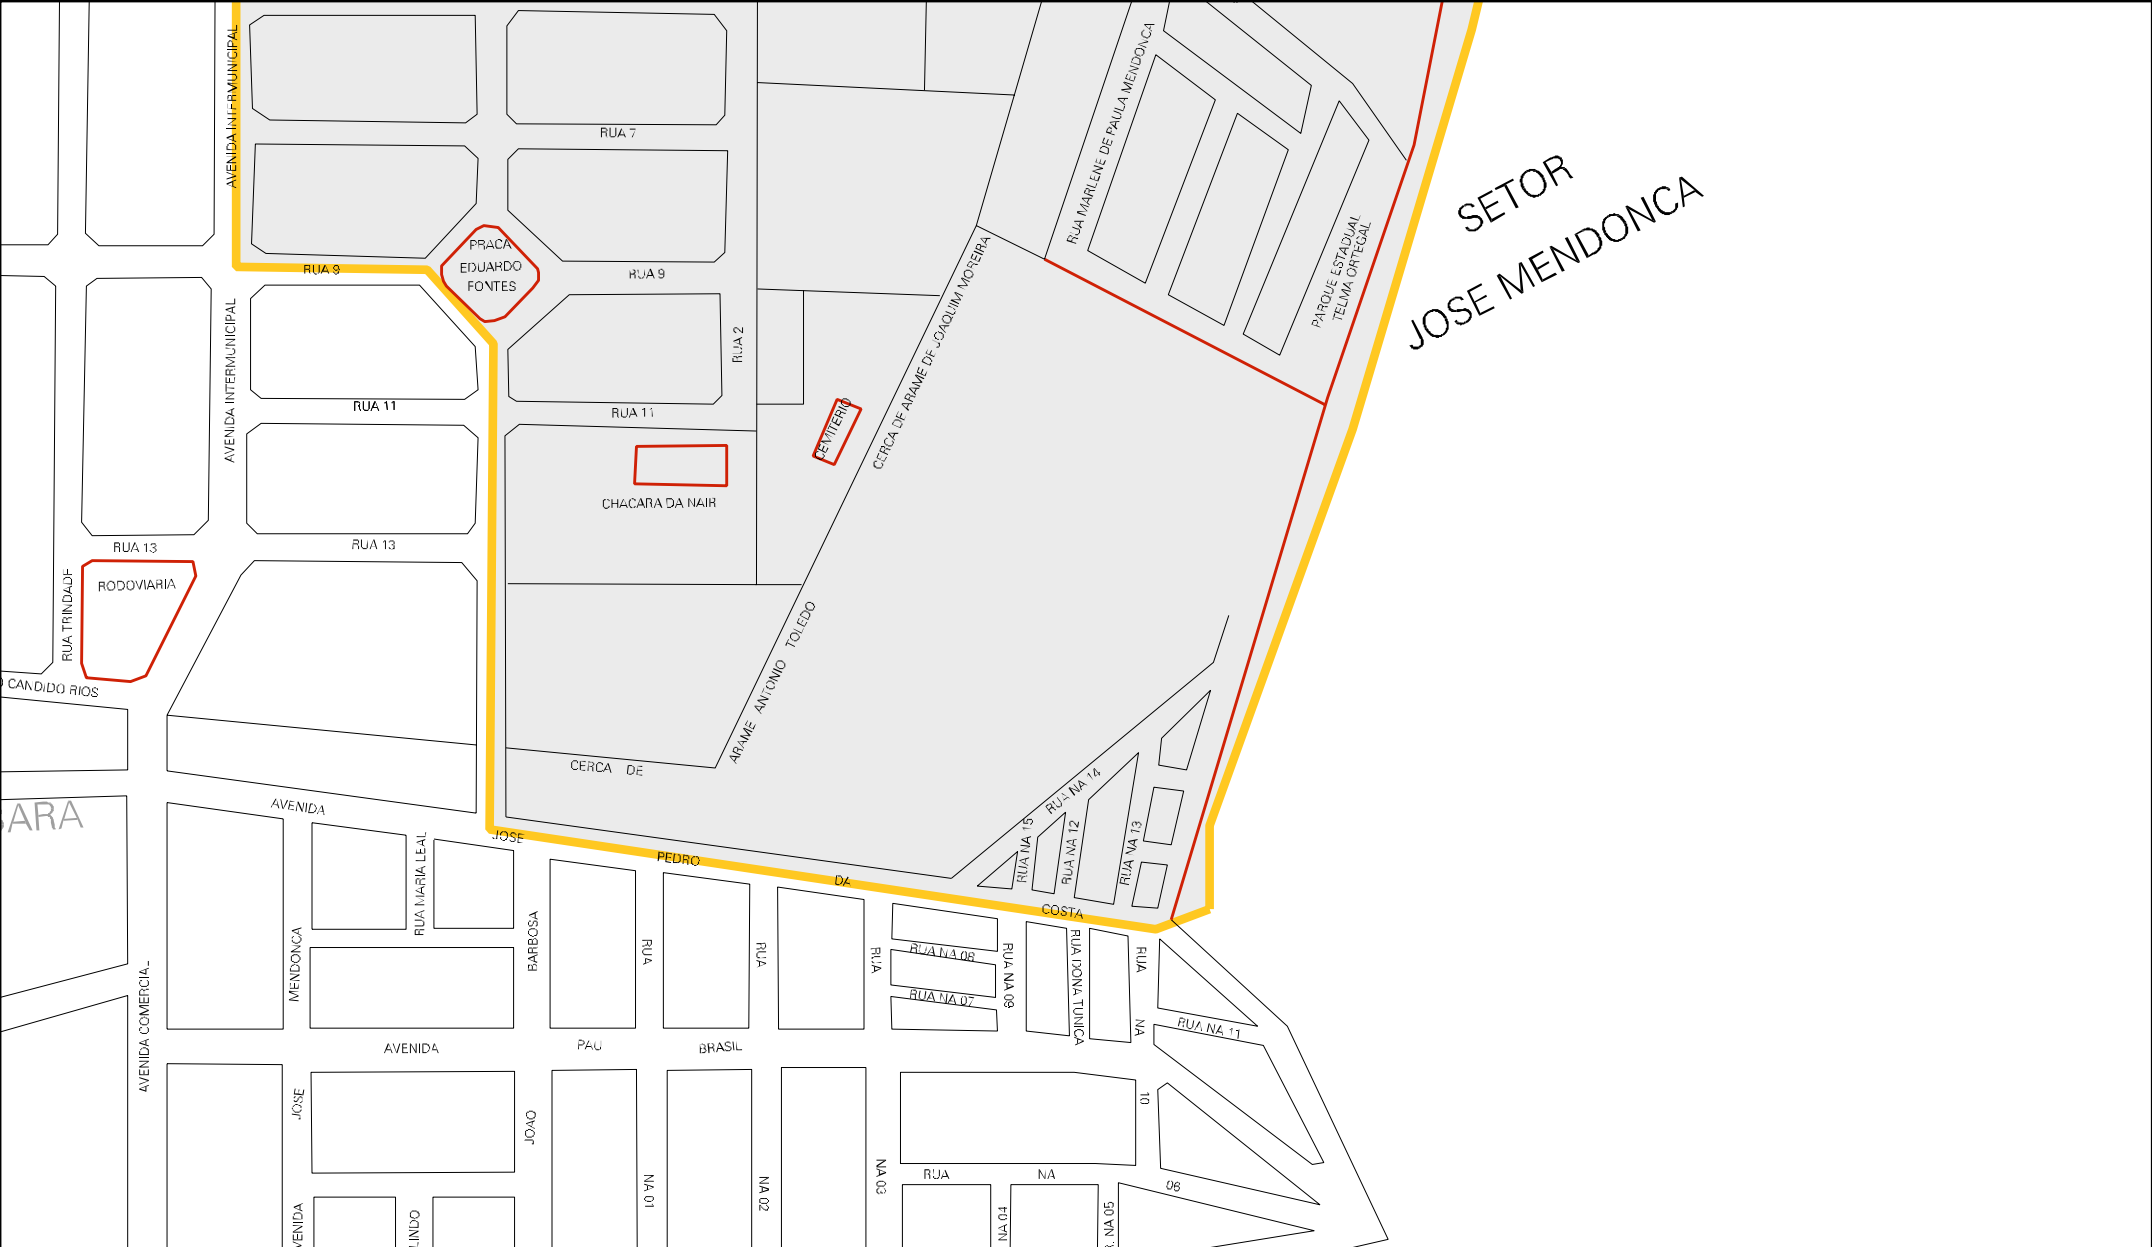 AVENIDA INTERMUNICIPAL
RUA 7
RUA MARLENE DE PAULA MENDONCA
SETOR
JOSE MENDONCA
PRACA
EDUARDO
FONTES
RUA 9
RUA 9
PARQUE ESTADUAL
TELMA ORTEGAL
AVENIDA INTERMUNICIPAL
RUA 2
CERCA DE ARAME DE JOAQUIM MOREIRA
RUA 11
RUA 11
CEMITERIO
CHACARA DA NAIR
RUA 13
RUA 13
RODOVIARIA
RUA TRINDADE
CANDIDO RIOS
ARAME ANTONIO TOLEDO
CERCA DE
RUA NA 14
AVENIDA
JOSE
PEDRO
DA
COSTA
RUA NA 15
RUA NA 12
RUA NA 13
RUA MARIA LEAL
MENDONCA
BARBOSA
RUA
RUA
RUA
RUA NA 08
RUA NA 07
RUA NA 09
RUA DONA TUNICA
RUA
NA
RUA NA 11
AVENIDA COMERCIAL
AVENIDA
PAU
BRASIL
JOSE
JOAO
10
NA 01
NA 02
NA 03
RUA
NA
06
VENIDA
LINDO
NA 04
R. NA 05